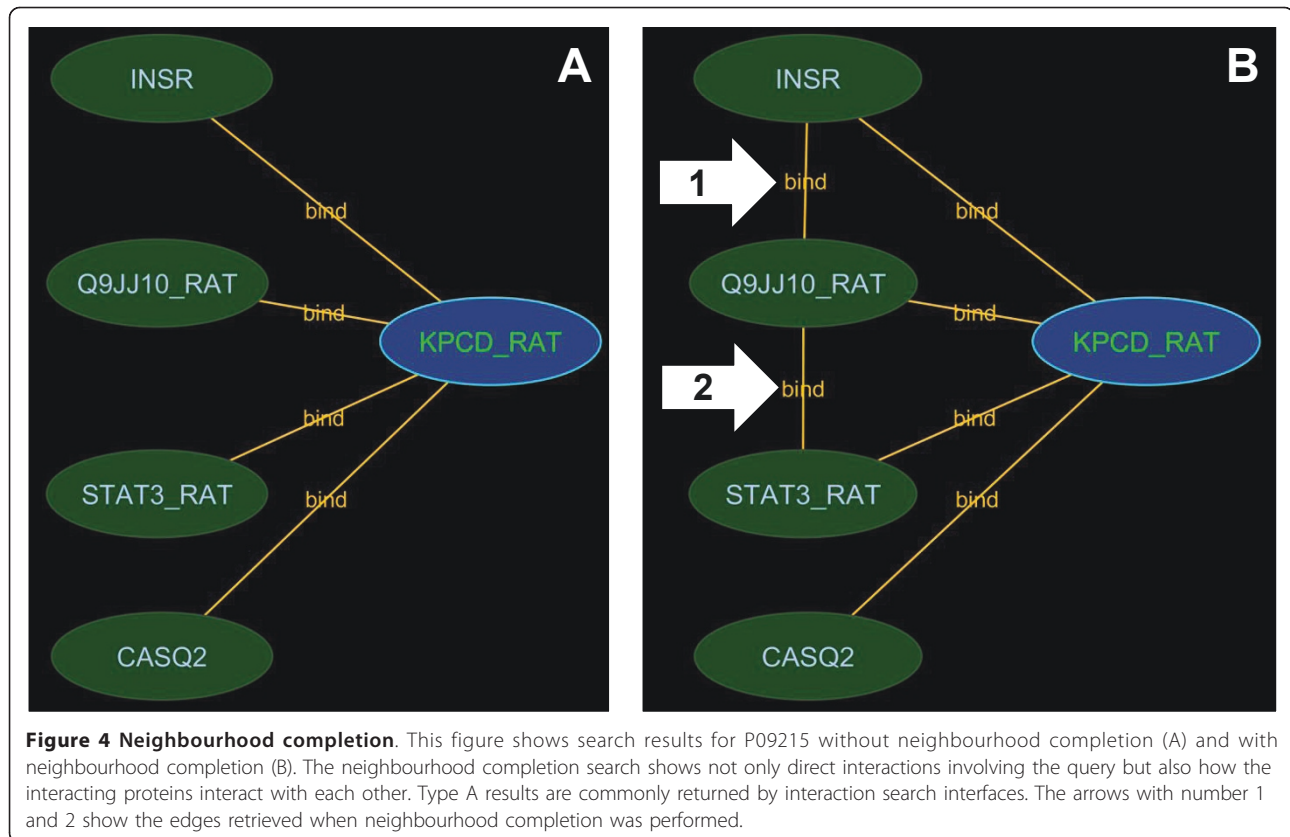 A
INSR
bind
Q9JJ10_RAT
bind
KPCD_RAT
bind
STAT3_RAT
bind
CASQ2
B
INSR
1
bind
bind
Q9JJ10_RAT
bind
KPCD_RAT
2
bind
bind
STAT3_RAT
bind
CASQ2
Figure 4 Neighbourhood completion. This figure shows search results for P09215 without neighbourhood completion (A) and with
neighbourhood completion (B). The neighbourhood completion search shows not only direct interactions involving the query but also how the
interacting proteins interact with each other. Type A results are commonly returned by interaction search interfaces. The arrows with number 1
and 2 show the edges retrieved when neighbourhood completion was performed.